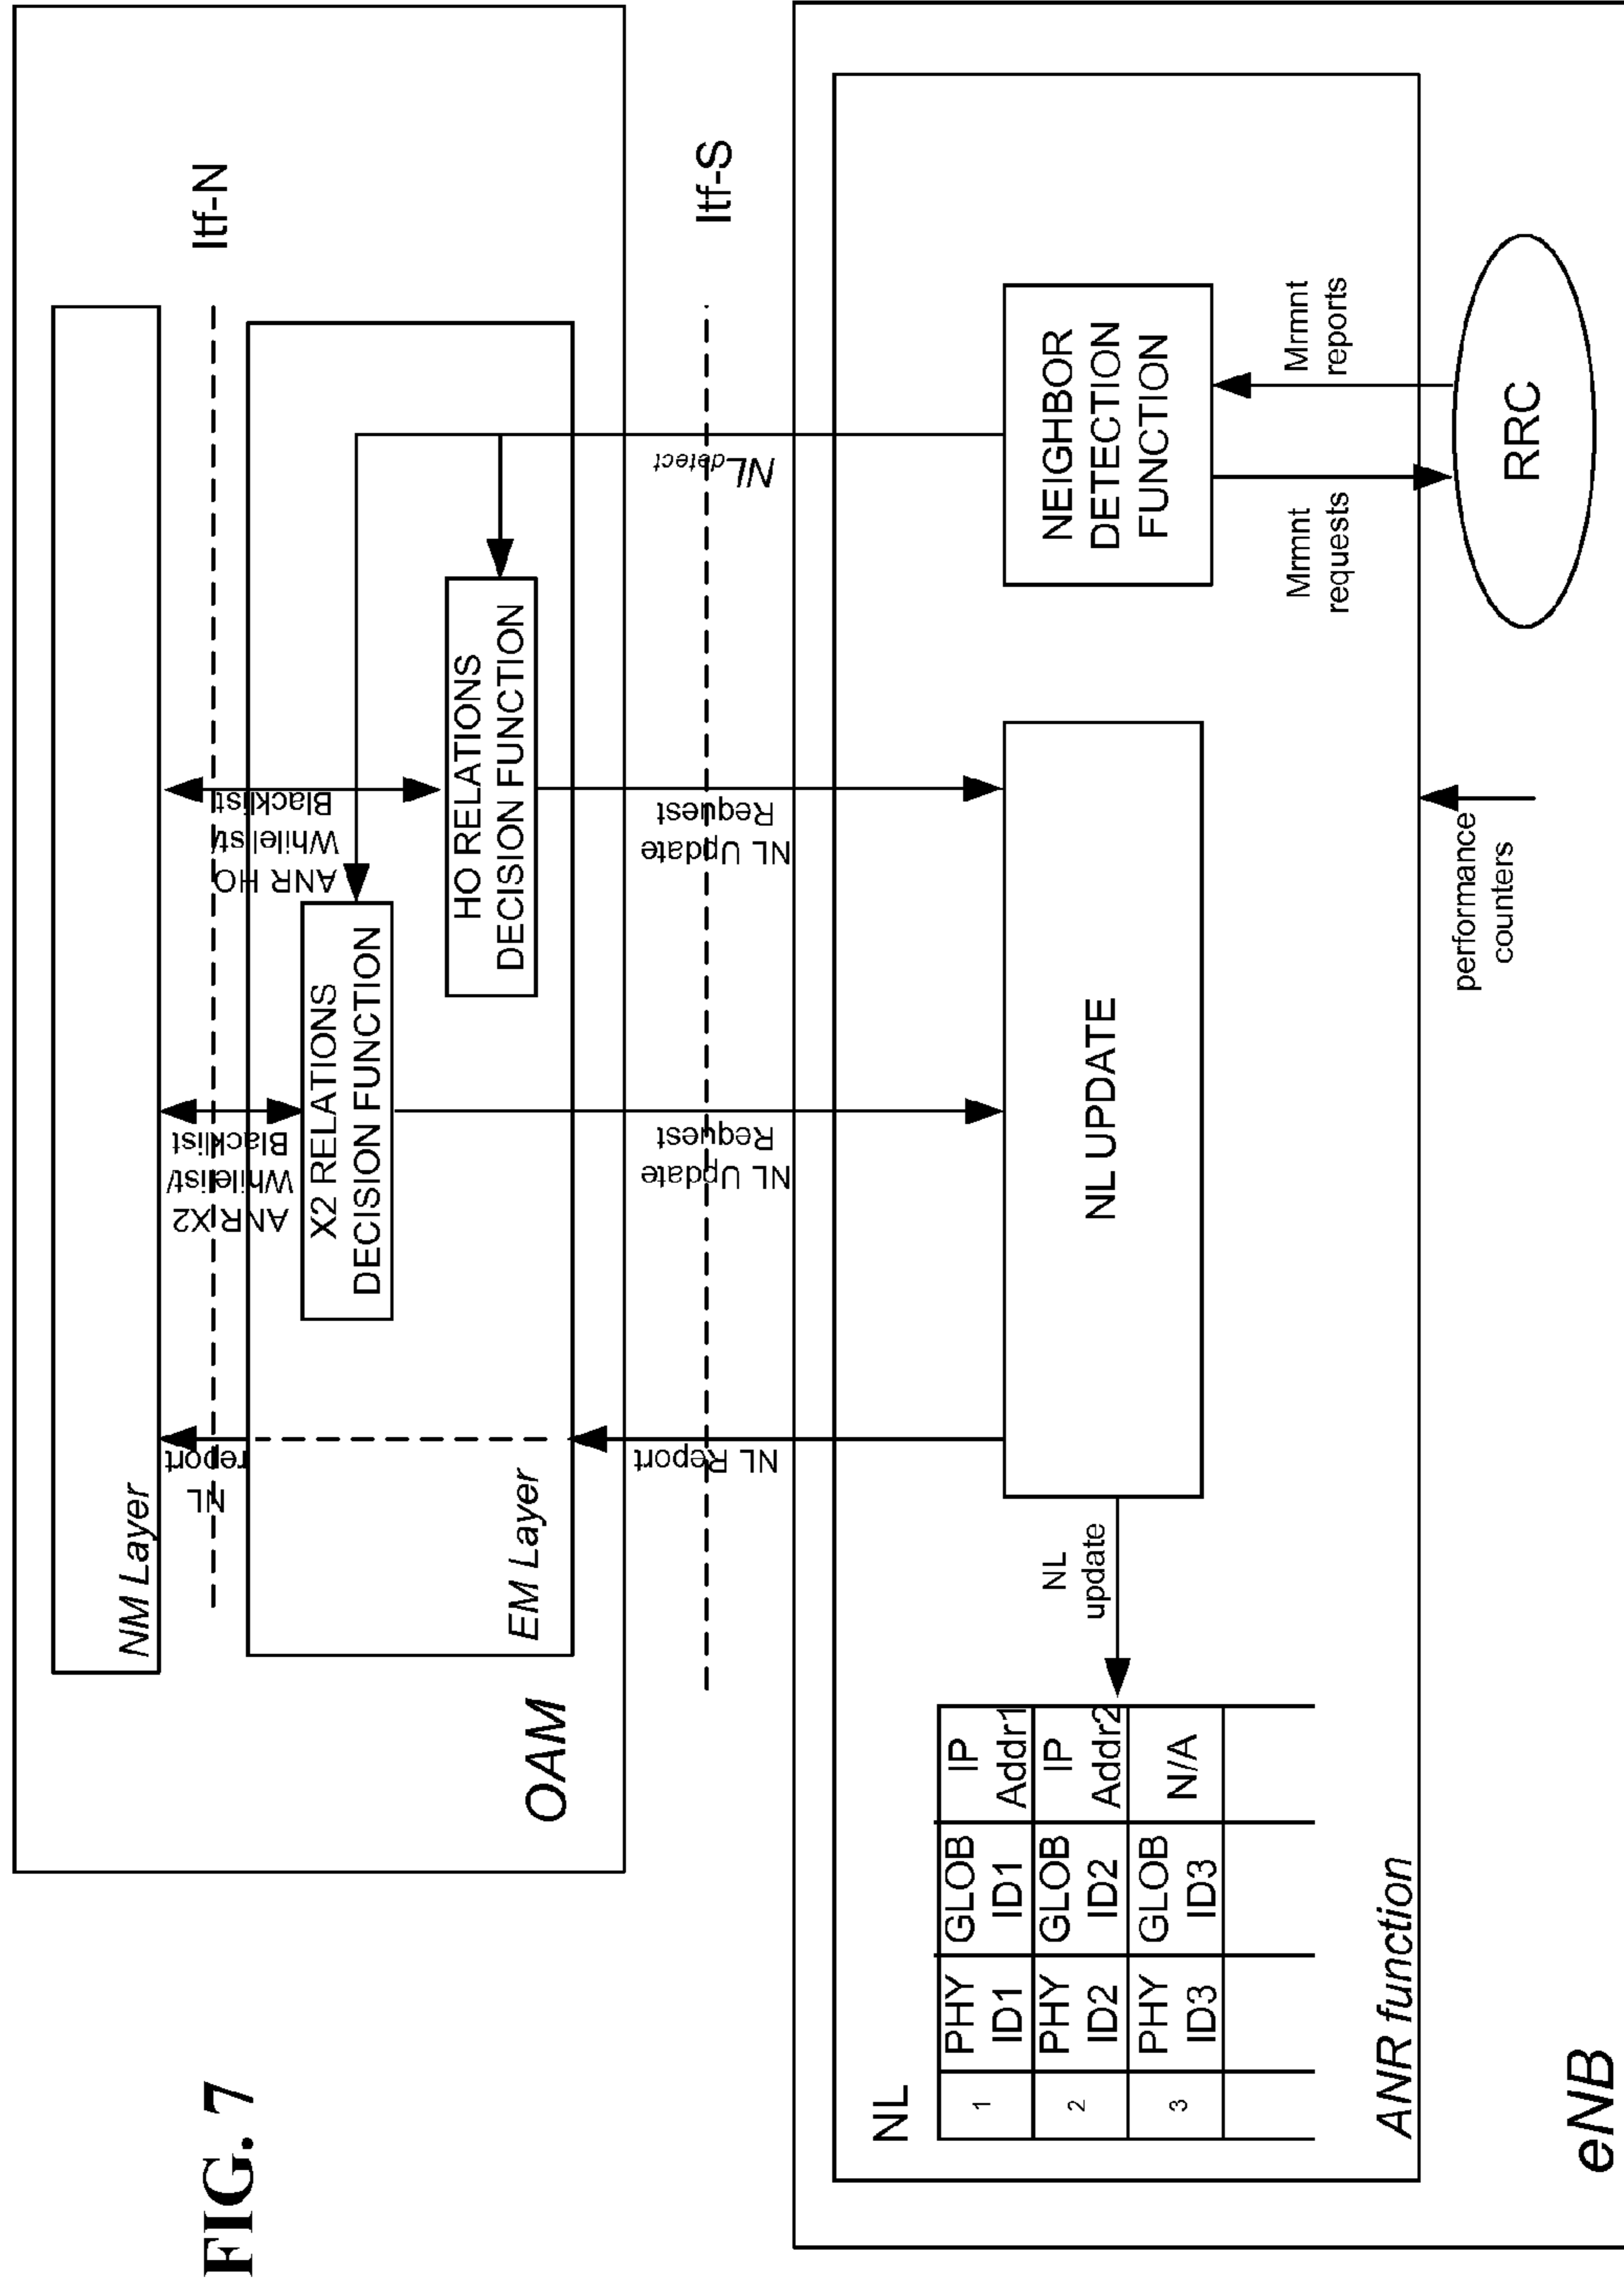 FIG. 7
NM Layer
Itf-N
NL
report
ANR X2
Whilelist/
Blacklist
ANR HO
Whilelist/
Blacklist
X2 RELATIONS
DECISION FUNCTION
HO RELATIONS
DECISION FUNCTION
EM Layer
OAM
NL Report
NL Update
Request
NL Update
Request
NLdetect
Itf-S
NL
1
PHY
ID1
GLOB
ID1
IP
Addr1
2
PHY
ID2
GLOB
ID2
IP
Addr2
3
PHY
ID3
GLOB
ID3
N/A
NL
update
NL UPDATE
NEIGHBOR
DETECTION
FUNCTION
Mrmnt
requests
Mrmnt
reports
ANR function
performance
counters
RRC
eNB